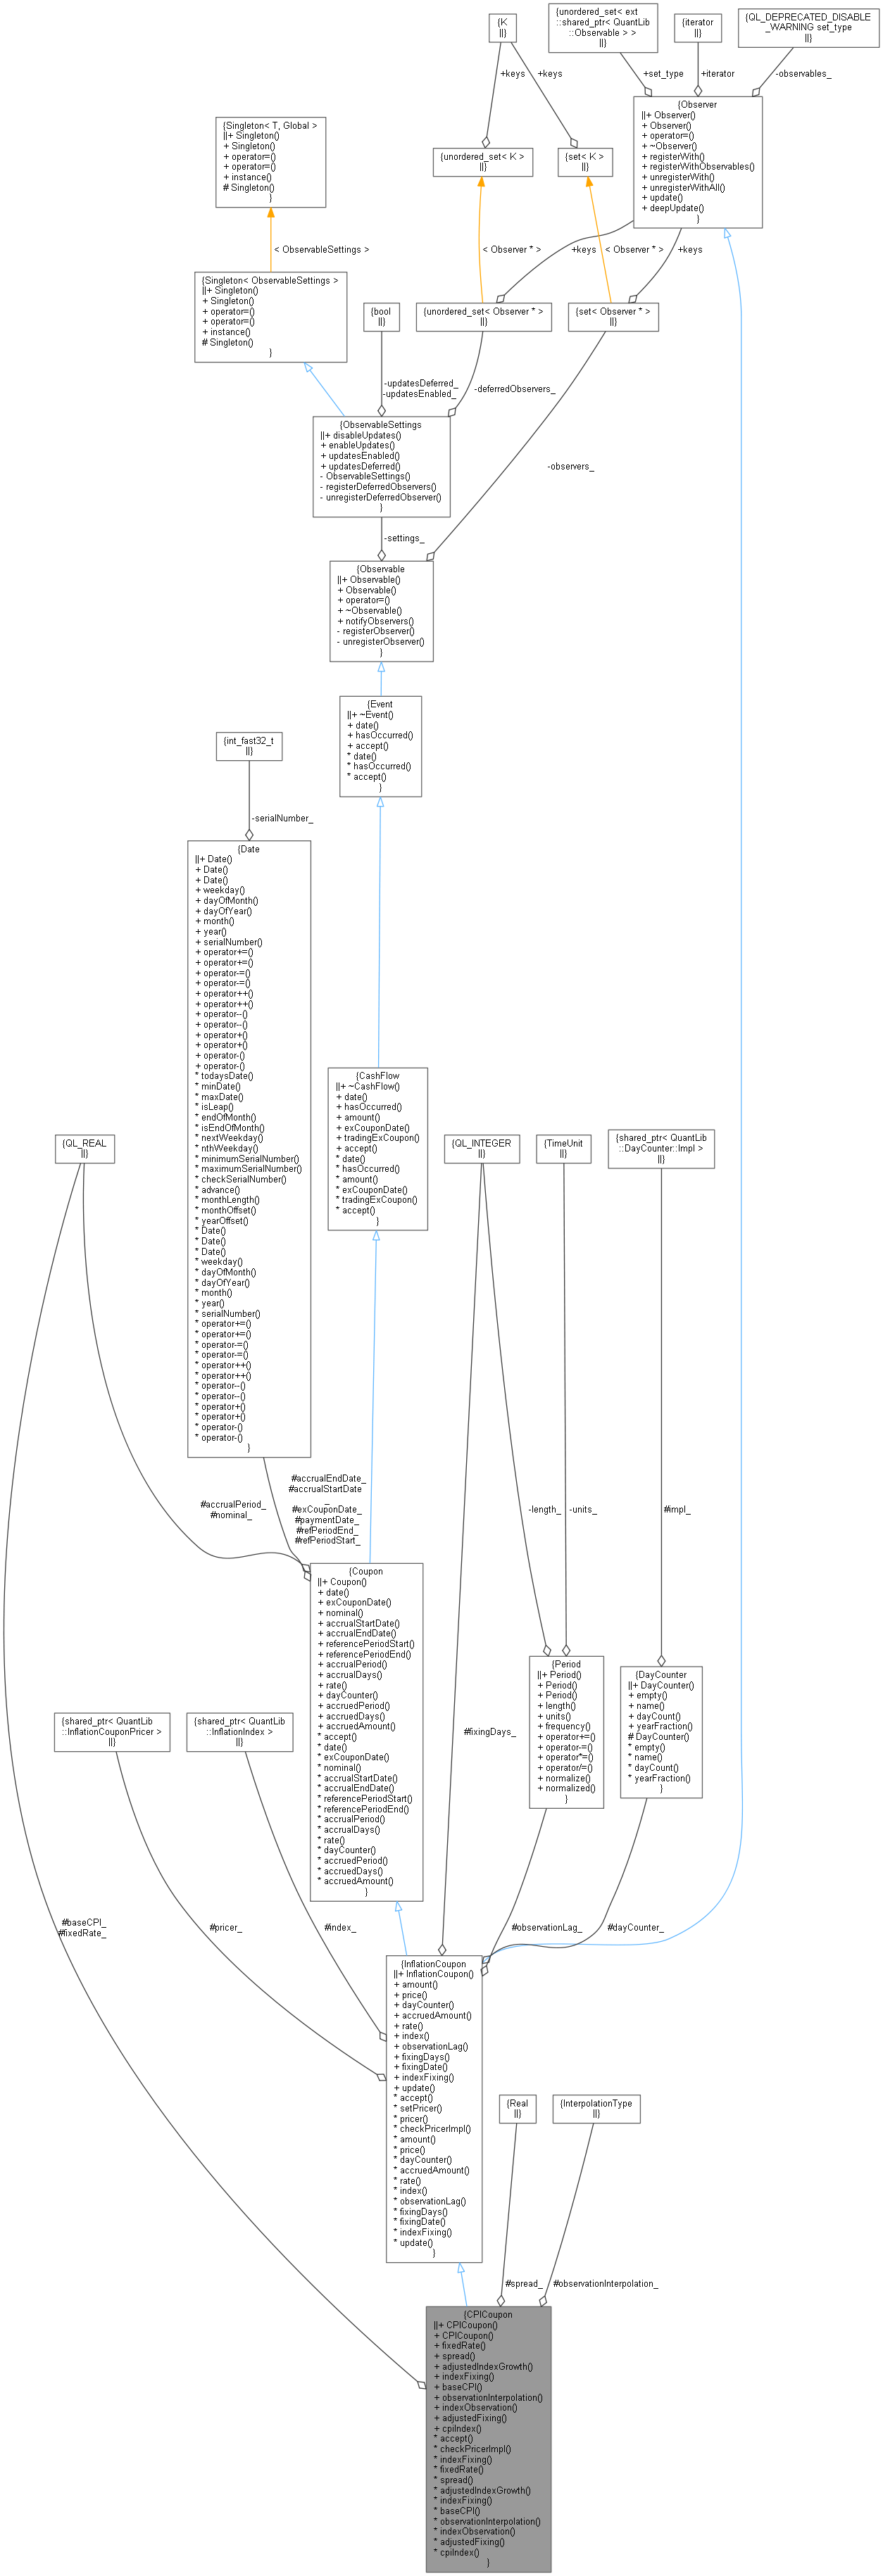 {K
||}
{unordered_set< ext
::shared_ptr< QuantLib
::Observable > >
||}
{iterator
||}
{QL_DEPRECATED_DISABLE
_WARNING set_type
||}
+keys
+keys
+set_type
+iterator
-observables_
{Singleton< T, Global >
||+ Singleton()
+ Singleton()
+ operator=()
+ operator=()
+ instance()
# Singleton()
}
{unordered_set< K >
||}
{set< K >
||}
{Observer
||+ Observer()
+ Observer()
+ operator=()
+ ~Observer()
+ registerWith()
+ registerWithObservables()
+ unregisterWith()
+ unregisterWithAll()
+ update()
+ deepUpdate()
}
< ObservableSettings >
< Observer * >
+keys
< Observer * >
+keys
{Singleton< ObservableSettings >
||+ Singleton()
+ Singleton()
+ operator=()
+ operator=()
+ instance()
# Singleton()
}
{bool
||}
{unordered_set< Observer * >
||}
{set< Observer * >
||}
-updatesDeferred_
-updatesEnabled_
-deferredObservers_
{ObservableSettings
||+ disableUpdates()
+ enableUpdates()
+ updatesEnabled()
+ updatesDeferred()
- ObservableSettings()
- registerDeferredObservers()
- unregisterDeferredObserver()
}
-observers_
-settings_
{Observable
||+ Observable()
+ Observable()
+ operator=()
+ ~Observable()
+ notifyObservers()
- registerObserver()
- unregisterObserver()
}
{Event
||+ ~Event()
+ date()
+ hasOccurred()
+ accept()
* date()
* hasOccurred()
* accept()
}
{int_fast32_t
||}
-serialNumber_
{Date
||+ Date()
+ Date()
+ Date()
+ weekday()
+ dayOfMonth()
+ dayOfYear()
+ month()
+ year()
+ serialNumber()
+ operator+=()
+ operator+=()
+ operator-=()
+ operator-=()
+ operator++()
+ operator++()
+ operator--()
+ operator--()
+ operator+()
+ operator+()
+ operator-()
+ operator-()
* todaysDate()
* minDate()
* maxDate()
* isLeap()
* endOfMonth()
* isEndOfMonth()
* nextWeekday()
* nthWeekday()
* minimumSerialNumber()
* maximumSerialNumber()
* checkSerialNumber()
* advance()
* monthLength()
* monthOffset()
* yearOffset()
* Date()
* Date()
* Date()
* weekday()
* dayOfMonth()
* dayOfYear()
* month()
* year()
* serialNumber()
* operator+=()
* operator+=()
* operator-=()
* operator-=()
* operator++()
* operator++()
* operator--()
* operator--()
* operator+()
* operator+()
* operator-()
* operator-()
}
{CashFlow
||+ ~CashFlow()
+ date()
+ hasOccurred()
+ amount()
+ exCouponDate()
+ tradingExCoupon()
+ accept()
* date()
* hasOccurred()
* amount()
* exCouponDate()
* tradingExCoupon()
* accept()
}
{QL_REAL
||}
{QL_INTEGER
||}
{TimeUnit
||}
{shared_ptr< QuantLib
::DayCounter::Impl >
||}
#accrualPeriod_
#nominal_
#accrualEndDate_
#accrualStartDate
_
#exCouponDate_
#paymentDate_
#refPeriodEnd_
#refPeriodStart_
-length_
-units_
#impl_
{Coupon
||+ Coupon()
+ date()
+ exCouponDate()
+ nominal()
+ accrualStartDate()
+ accrualEndDate()
+ referencePeriodStart()
+ referencePeriodEnd()
+ accrualPeriod()
+ accrualDays()
+ rate()
+ dayCounter()
+ accruedPeriod()
+ accruedDays()
+ accruedAmount()
* accept()
* date()
* exCouponDate()
* nominal()
* accrualStartDate()
* accrualEndDate()
* referencePeriodStart()
* referencePeriodEnd()
* accrualPeriod()
* accrualDays()
* rate()
* dayCounter()
* accruedPeriod()
* accruedDays()
* accruedAmount()
}
{Period
||+ Period()
+ Period()
+ Period()
+ length()
+ units()
+ frequency()
+ operator+=()
+ operator-=()
+ operator*=()
+ operator/=()
+ normalize()
+ normalized()
}
{DayCounter
||+ DayCounter()
+ empty()
+ name()
+ dayCount()
+ yearFraction()
# DayCounter()
* empty()
* name()
* dayCount()
* yearFraction()
}
{shared_ptr< QuantLib
::InflationCouponPricer >
||}
{shared_ptr< QuantLib
::InflationIndex >
||}
#fixingDays_
#baseCPI_
#fixedRate_
#pricer_
#index_
#observationLag_
#dayCounter_
{InflationCoupon
||+ InflationCoupon()
+ amount()
+ price()
+ dayCounter()
+ accruedAmount()
+ rate()
+ index()
+ observationLag()
+ fixingDays()
+ fixingDate()
+ indexFixing()
+ update()
* accept()
* setPricer()
* pricer()
* checkPricerImpl()
* amount()
* price()
* dayCounter()
* accruedAmount()
* rate()
* index()
* observationLag()
* fixingDays()
* fixingDate()
* indexFixing()
* update()
}
{Real
||}
{InterpolationType
||}
#spread_
#observationInterpolation_
{CPICoupon
||+ CPICoupon()
+ CPICoupon()
+ fixedRate()
+ spread()
+ adjustedIndexGrowth()
+ indexFixing()
+ baseCPI()
+ observationInterpolation()
+ indexObservation()
+ adjustedFixing()
+ cpiIndex()
* accept()
* checkPricerImpl()
* indexFixing()
* fixedRate()
* spread()
* adjustedIndexGrowth()
* indexFixing()
* baseCPI()
* observationInterpolation()
* indexObservation()
* adjustedFixing()
* cpiIndex()
}